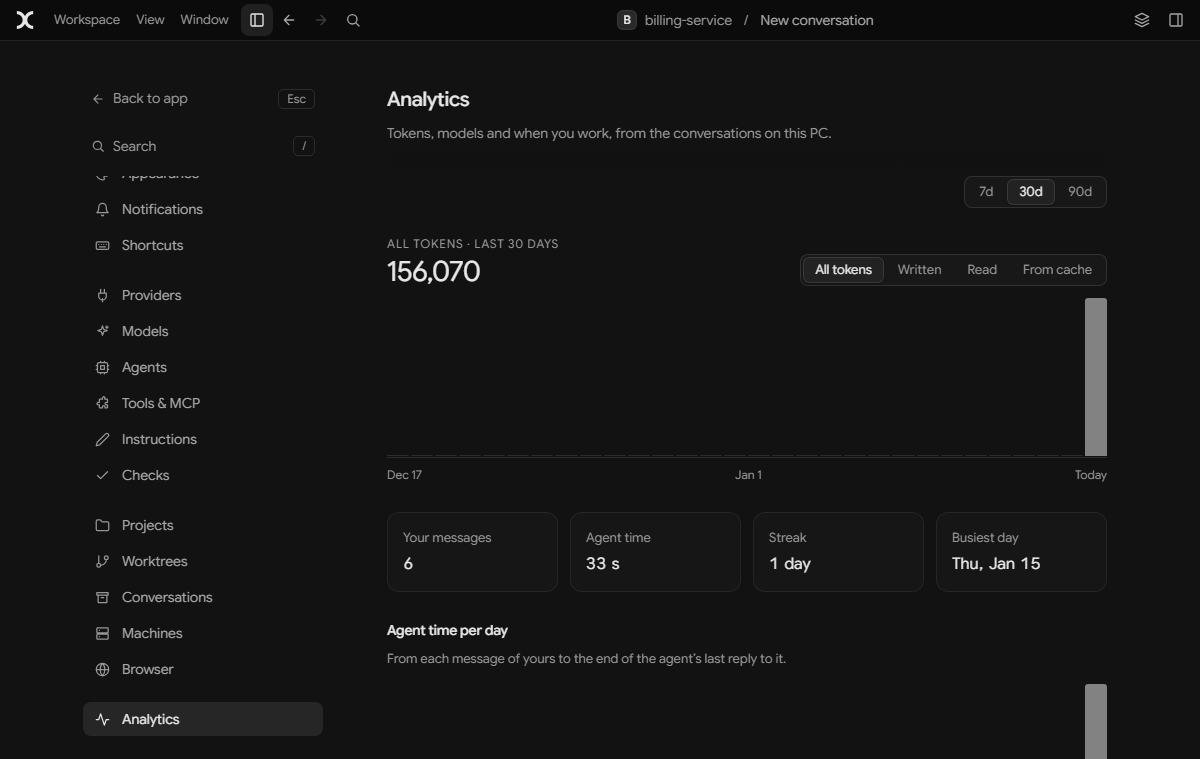 Workspace View Window
B billing-service / New conversation
Back to app Esc
Search /
Appearance
Notifications
Shortcuts
Providers
Models
Agents
Tools & MCP
Instructions
Checks
Projects
Worktrees
Conversations
Machines
Browser
Analytics
Analytics
Tokens, models and when you work, from the conversations on this PC.
7d 30d 90d
ALL TOKENS · LAST 30 DAYS
156,070
All tokens Written Read From cache
Dec 17 Jan 1 Today
Your messages
6
Agent time
33 s
Streak
1 day
Busiest day
Thu, Jan 15
Agent time per day
From each message of yours to the end of the agent's last reply to it.